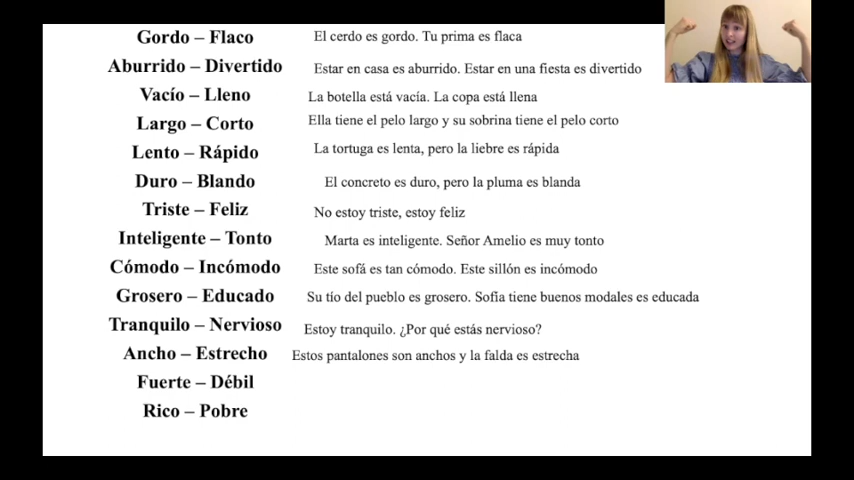 Gordo – Flaco El cerdo es gordo. Tu prima es flaca
Aburrido – Divertido Estar en casa es aburrido. Estar en una fiesta es divertido
Vacío – Lleno La botella está vacía. La copa está llena
Largo – Corto Ella tiene el pelo largo y su sobrina tiene el pelo corto
Lento – Rápido La tortuga es lenta, pero la liebre es rápida
Duro – Blando El concreto es duro, pero la pluma es blanda
Triste – Feliz No estoy triste, estoy feliz
Inteligente – Tonto Marta es inteligente. Señor Amelio es muy tonto
Cómodo – Incómodo Este sofá es tan cómodo. Este sillón es incómodo
Grosero – Educado Su tío del pueblo es grosero. Sofía tiene buenos modales es educada
Tranquilo – Nervioso Estoy tranquilo. ¿Por qué estás nervioso?
Ancho – Estrecho Estos pantalones son anchos y la falda es estrecha
Fuerte – Débil
Rico – Pobre